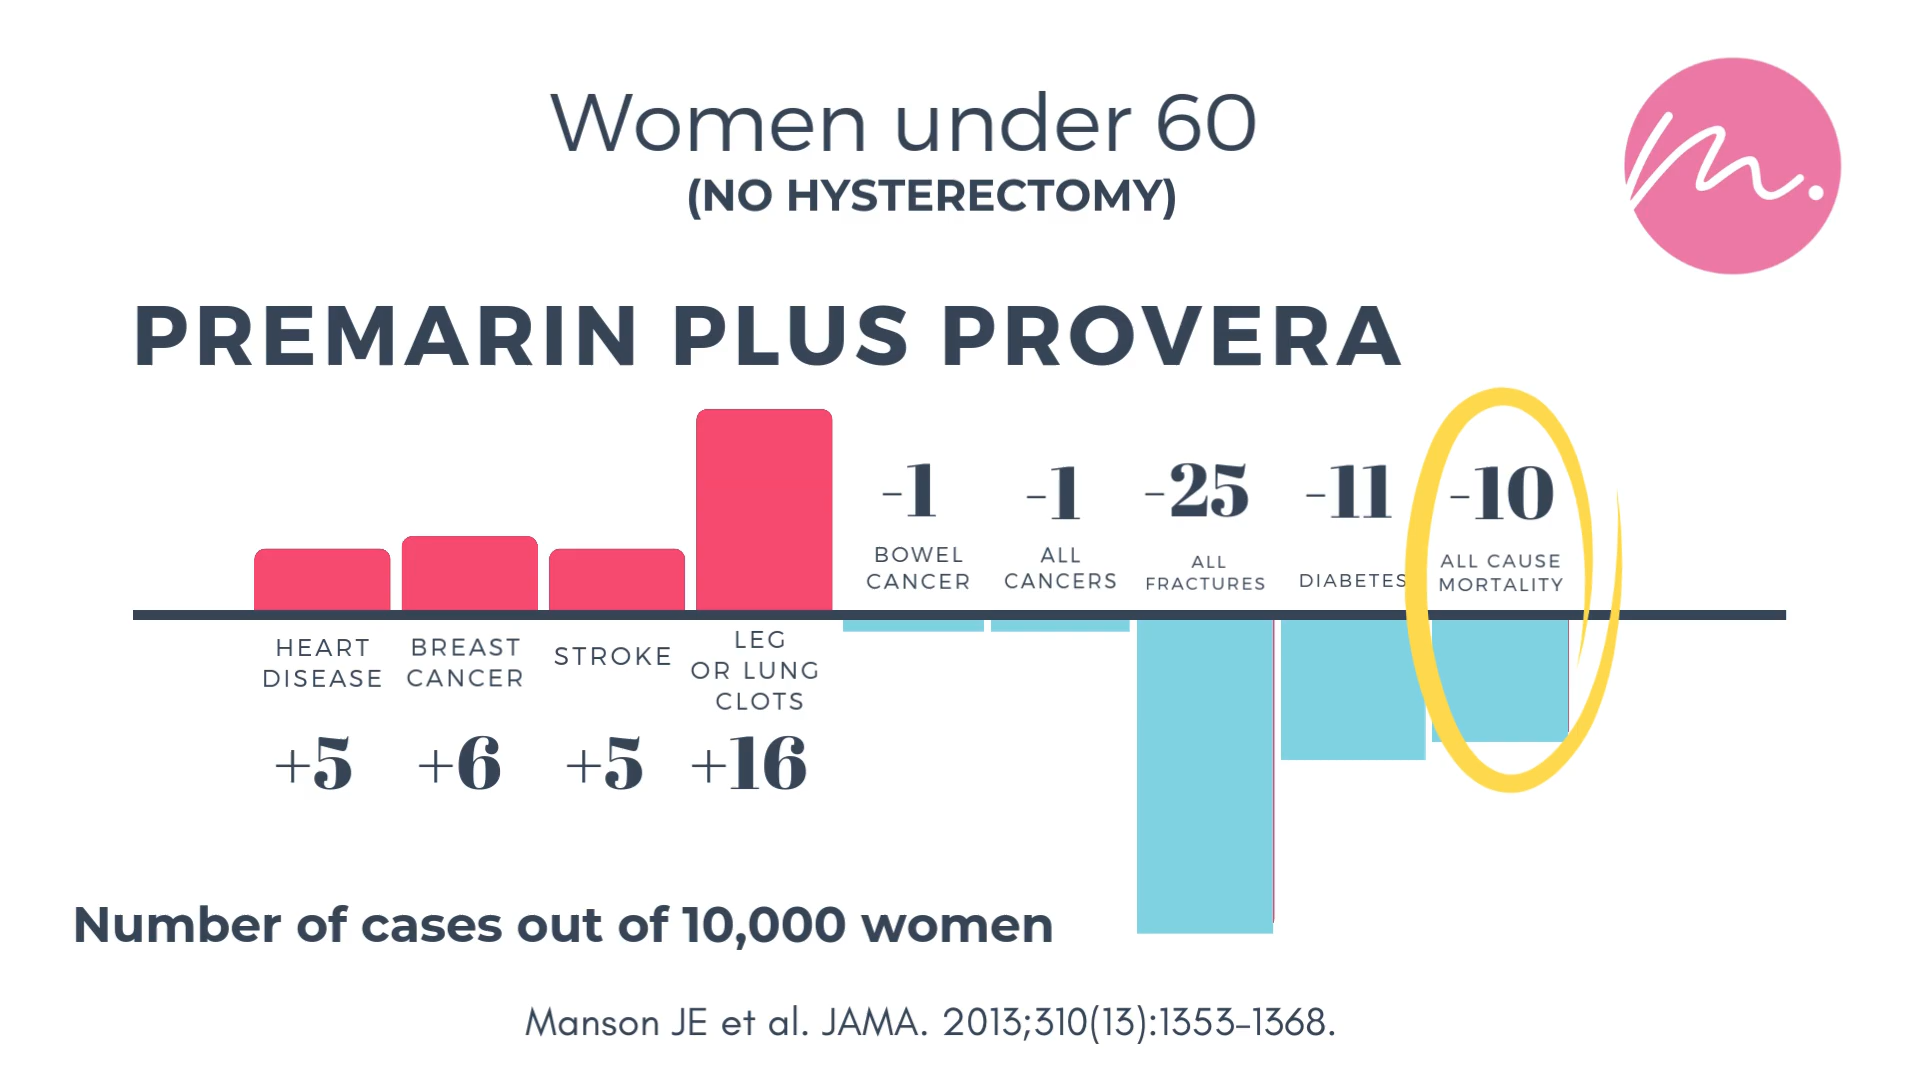 Women under 60
(NO HYSTERECTOMY)
m.
PREMARIN PLUS PROVERA
-1
-1
-25
-11
-10
BOWEL
CANCER
ALL
CANCERS
ALL
FRACTURES
DIABETES
ALL CAUSE
MORTALITY
HEART
DISEASE
BREAST
CANCER
STROKE
LEG
OR LUNG
CLOTS
+5
+6
+5
+16
Number of cases out of 10,000 women
Manson JE et al. JAMA. 2013;310(13):1353-1368.